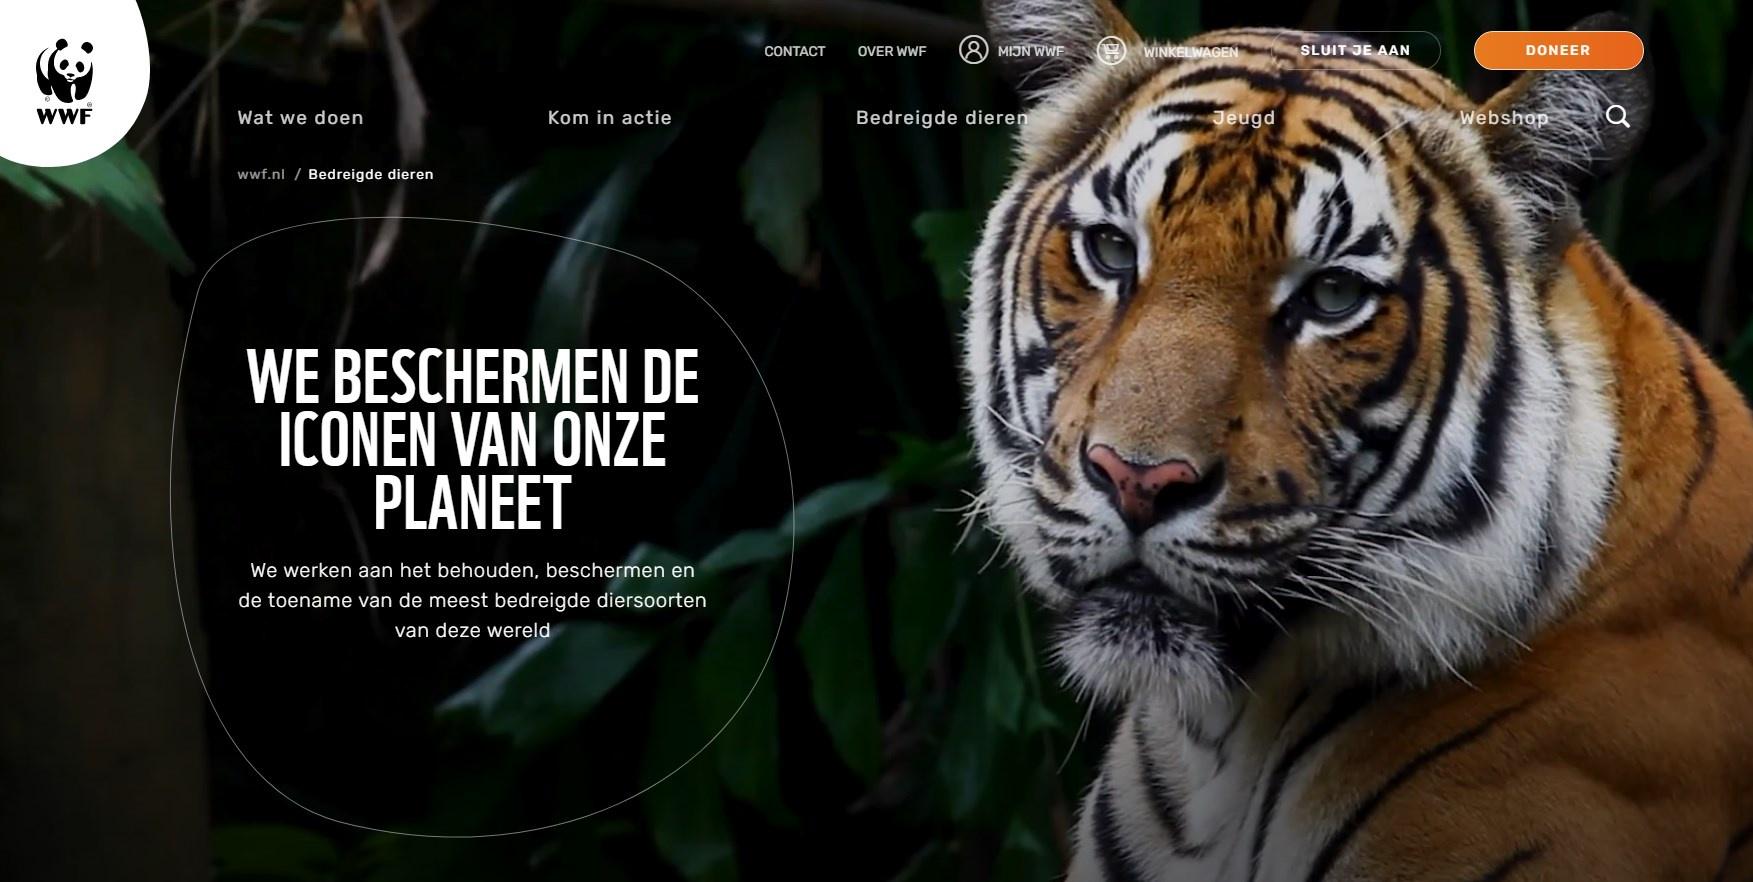 WWF
CONTACT OVER WWF MIJN WWF WINKELWAGEN SLUIT JE AAN DONEER
Wat we doen Kom in actie Bedreigde dieren Jeugd Webshop
wwf.nl / Bedreigde dieren
WE BESCHERMEN DE
ICONEN VAN ONZE
PLANEET
We werken aan het behouden, beschermen en
de toename van de meest bedreigde diersoorten
van deze wereld